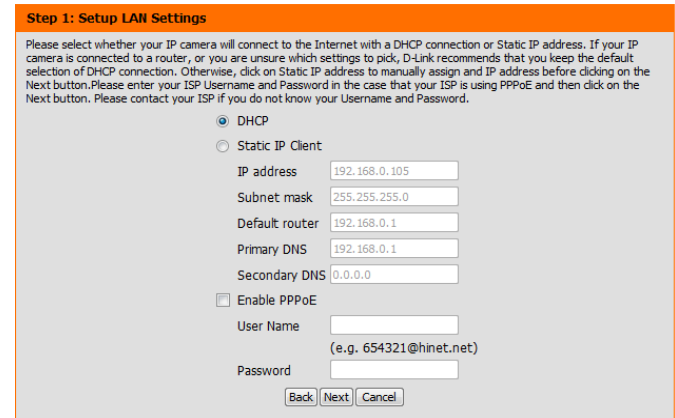 Step 1: Setup LAN Settings
Please select whether your IP camera will connect to the Internet with a DHCP connection or Static IP address. If your IP
camera is connected to a router, or you are unsure which settings to pick, D-Link recommends that you keep the default
selection of DHCP connection. Otherwise, click on Static IP address to manually assign and IP address before clicking on the
Next button.Please enter your ISP Username and Password in the case that your ISP is using PPPoE and then click on the
Next button. Please contact your ISP if you do not know your Username and Password.
DHCP
Static IP Client
IP address 192.168.0.105
Subnet mask 255.255.255.0
Default router 192.168.0.1
Primary DNS 192.168.0.1
Secondary DNS 0.0.0.0
Enable PPPoE
User Name
(e.g. 654321@hinet.net)
Password
Back Next Cancel